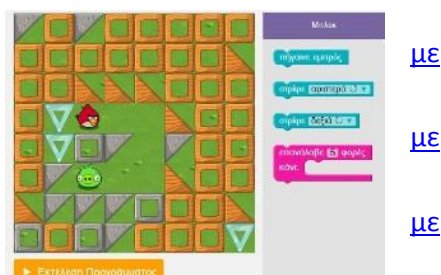 Μπλοκ
πήγαινε εμπρός
στρίψε αριστερά ↺ ▾
στρίψε δεξιά ↻ ▾
επανάλαβε 5 φορές
κάνε
με
με
με
Εκτέλεση Προγράμματος